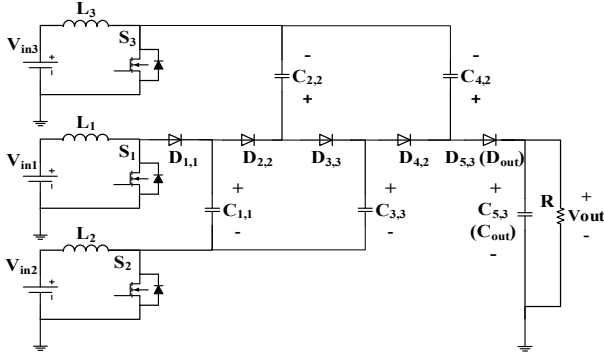 L3
S3
Vin3
+
-
C2,2
+
-
C4,2
+
L1
S1
Vin1
D1,1
D2,2
D3,3
D4,2
D5,3 (Dout)
+
C1,1
-
+
C3,3
-
+
C5,3
(Cout)
-
R
+
Vout
-
L2
S2
Vin2